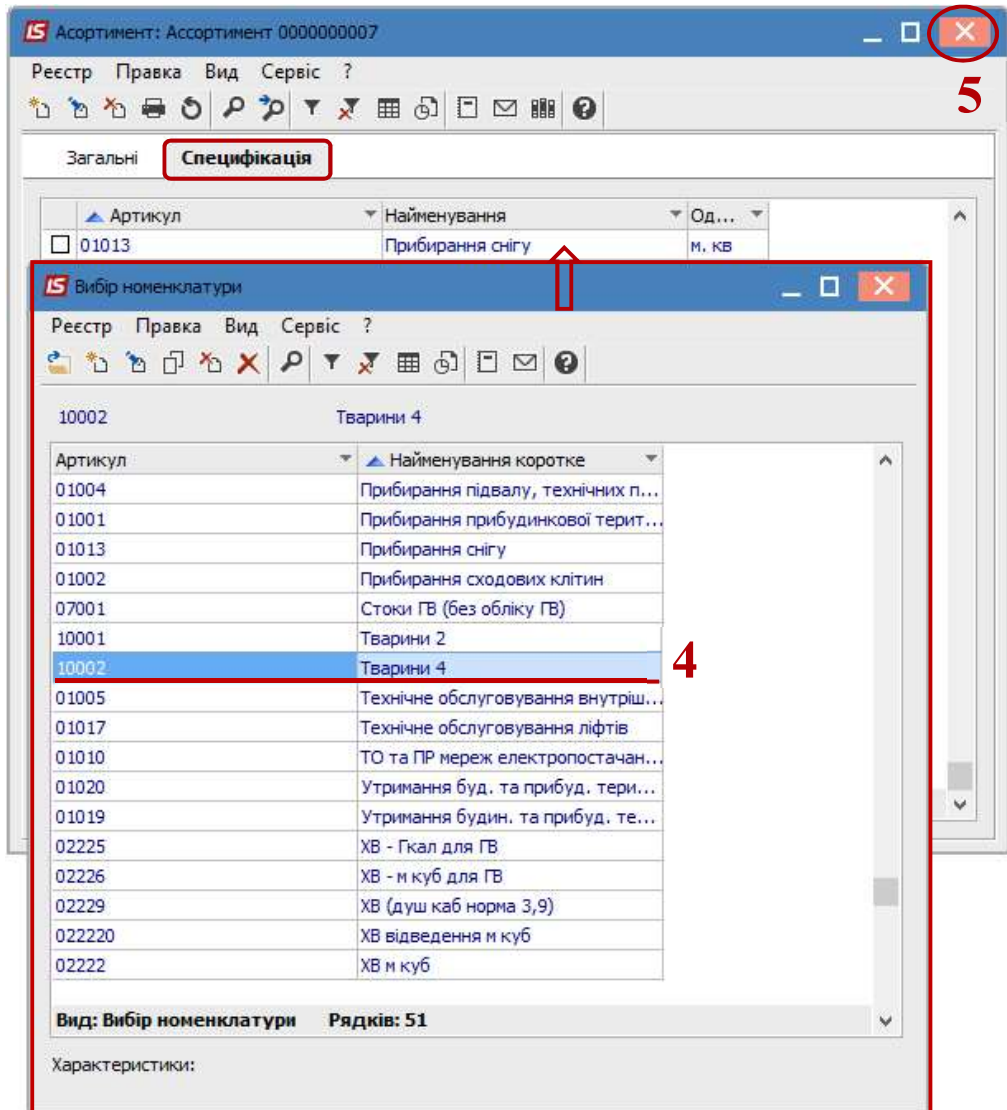 Асортимент: Ассортимент 0000000007
Реєстр Правка Вид Сервіс ?
5
Загальні Специфікація
Артикул Найменування Од...
01013 Прибирання снігу м. кв
Вибір номенклатури
Реєстр Правка Вид Сервіс ?
10002 Тварини 4
Артикул Найменування коротке
01004 Прибирання підвалу, технічних п...
01001 Прибирання прибудинкової терит...
01013 Прибирання снігу
01002 Прибирання сходових клітин
07001 Стоки ГВ (без обліку ГВ)
10001 Тварини 2
10002 Тварини 4 4
01005 Технічне обслуговування внутріш...
01017 Технічне обслуговування ліфтів
01010 ТО та ПР мереж електропостачан...
01020 Утримання буд. та прибуд. тери...
01019 Утримання будин. та прибуд. те...
02225 ХВ - Гкал для ГВ
02226 ХВ - м куб для ГВ
02229 ХВ (душ каб норма 3,9)
022220 ХВ відведення м куб
02222 ХВ м куб
Вид: Вибір номенклатури Рядків: 51
Характеристики: